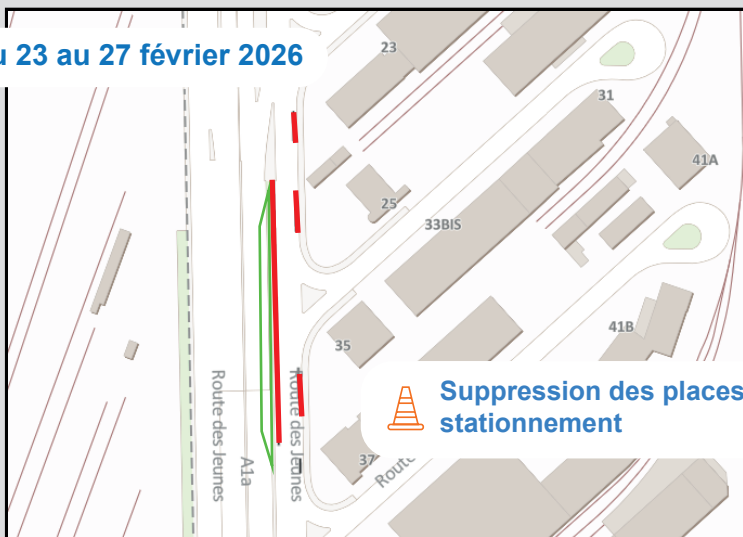 u 23 au 27 février 2026
23
31
41A
25
33BIS
41B
35
Suppression des places
stationnement
37
Route
Route des Jeunes
A1a
Route des Jeunes